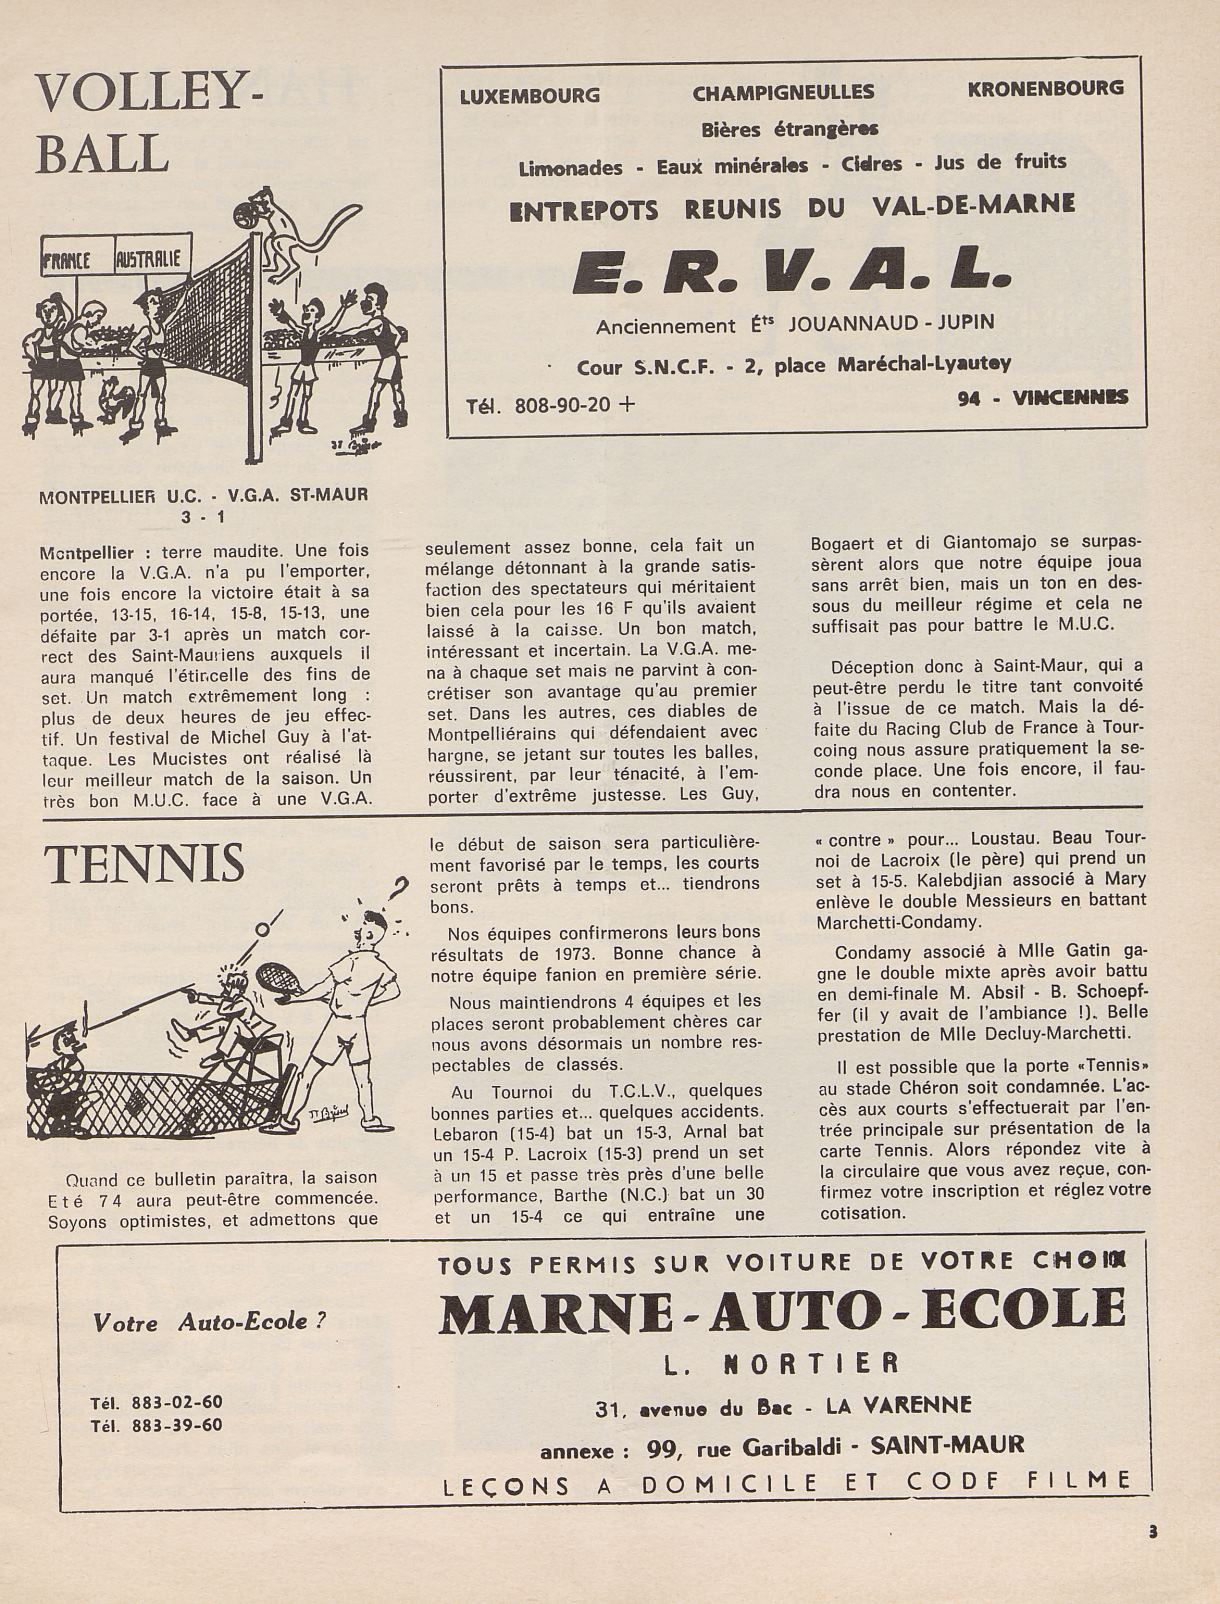 VOLLEY-
BALL
FRANCE AUSTRALIE
LUXEMBOURG CHAMPIGNEULLES KRONENBOURG
Bières étrangères
Limonades - Eaux minérales - Cidres - Jus de fruits
ENTREPOTS REUNIS DU VAL-DE-MARNE
E. R. V. A. L.
Anciennement Éts JOUANNAUD - JUPIN
Cour S.N.C.F. - 2, place Maréchal-Lyautey
Tél. 808-90-20 +
94 - VINCENNES
MONTPELLIER U.C. - V.G.A. ST-MAUR
3 - 1
Montpellier : terre maudite. Une fois
encore la V.G.A. n'a pu l'emporter,
une fois encore la victoire était à sa
portée, 13-15, 16-14, 15-8, 15-13, une
défaite par 3-1 après un match cor-
rect des Saint-Mauriens auxquels il
aura manqué l'étincelle des fins de
set. Un match extrêmement long :
plus de deux heures de jeu effec-
tif. Un festival de Michel Guy à l'at-
taque. Les Mucistes ont réalisé là
leur meilleur match de la saison. Un
très bon M.U.C. face à une V.G.A.
seulement assez bonne, cela fait un
mélange détonnant à la grande satis-
faction des spectateurs qui méritaient
bien cela pour les 16 F qu'ils avaient
laissé à la caisse. Un bon match,
intéressant et incertain. La V.G.A. me-
na à chaque set mais ne parvint à con-
crétiser son avantage qu'au premier
set. Dans les autres, ces diables de
Montpelliérains qui défendaient avec
hargne, se jetant sur toutes les balles,
réussirent, par leur ténacité, à l'em-
porter d'extrême justesse. Les Guy,
Bogaert et di Giantomajo se surpas-
sèrent alors que notre équipe joua
sans arrêt bien, mais un ton en des-
sous du meilleur régime et cela ne
suffisait pas pour battre le M.U.C.
Déception donc à Saint-Maur, qui a
peut-être perdu le titre tant convoité
à l'issue de ce match. Mais la dé-
faite du Racing Club de France à Tour-
coing nous assure pratiquement la se-
conde place. Une fois encore, il fau-
dra nous en contenter.
TENNIS
?
Quand ce bulletin paraîtra, la saison
Eté 74 aura peut-être commencée.
Soyons optimistes, et admettons que
le début de saison sera particulière-
ment favorisé par le temps, les courts
seront prêts à temps et... tiendrons
bons.
Nos équipes confirmerons leurs bons
résultats de 1973. Bonne chance à
notre équipe fanion en première série.
Nous maintiendrons 4 équipes et les
places seront probablement chères car
nous avons désormais un nombre res-
pectables de classés.
Au Tournoi du T.C.L.V., quelques
bonnes parties et... quelques accidents.
Lebaron (15-4) bat un 15-3, Arnal bat
un 15-4 P. Lacroix (15-3) prend un set
à un 15 et passe très près d'une belle
performance, Barthe (N.C.) bat un 30
et un 15-4 ce qui entraîne une
« contre » pour... Loustau. Beau Tour-
noi de Lacroix (le père) qui prend un
set à 15-5. Kalebdjian associé à Mary
enlève le double Messieurs en battant
Marchetti-Condamy.
Condamy associé à Mlle Gatin ga-
gne le double mixte après avoir battu
en demi-finale M. Absil - B. Schoepf-
fer (il y avait de l'ambiance !). Belle
prestation de Mlle Decluy-Marchetti.
Il est possible que la porte «Tennis»
au stade Chéron soit condamnée. L'ac-
cès aux courts s'effectuerait par l'en-
trée principale sur présentation de la
carte Tennis. Alors répondez vite à
la circulaire que vous avez reçue, con-
firmez votre inscription et réglez votre
cotisation.
Votre Auto-Ecole ?
Tél. 883-02-60
Tél. 883-39-60
TOUS PERMIS SUR VOITURE DE VOTRE CHOIX
MARNE-AUTO-ECOLE
L. NORTIER
31, avenue du Bac - LA VARENNE
annexe : 99, rue Garibaldi - SAINT-MAUR
LEÇONS A DOMICILE ET CODE FILME
3